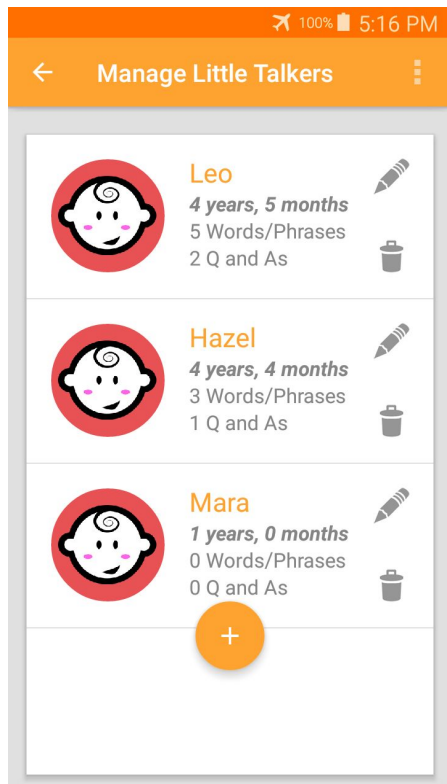 100% 5:16 PM
Manage Little Talkers
Leo
4 years, 5 months
5 Words/Phrases
2 Q and As
Hazel
4 years, 4 months
3 Words/Phrases
1 Q and As
Mara
1 years, 0 months
0 Words/Phrases
0 Q and As
+